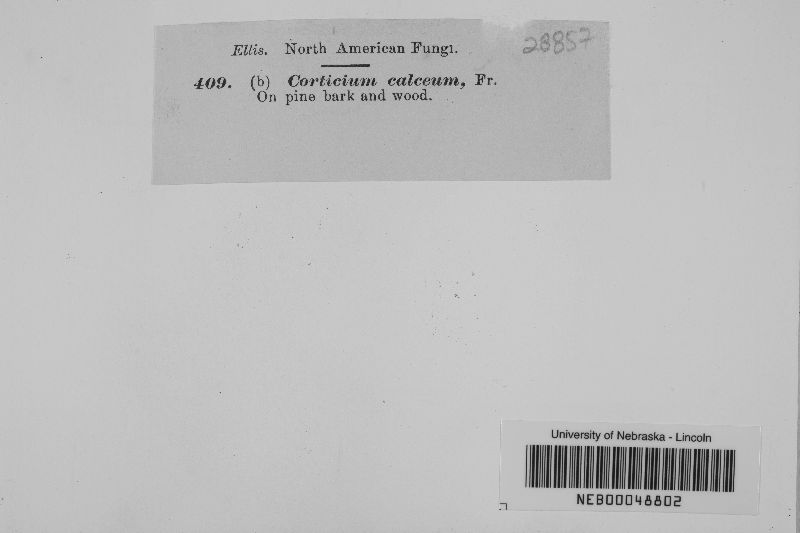 Ellis. North American Fungi.
28857
409. (b) Corticium calceum, Fr.
On pine bark and wood.
University of Nebraska - Lincoln
NEB00048802